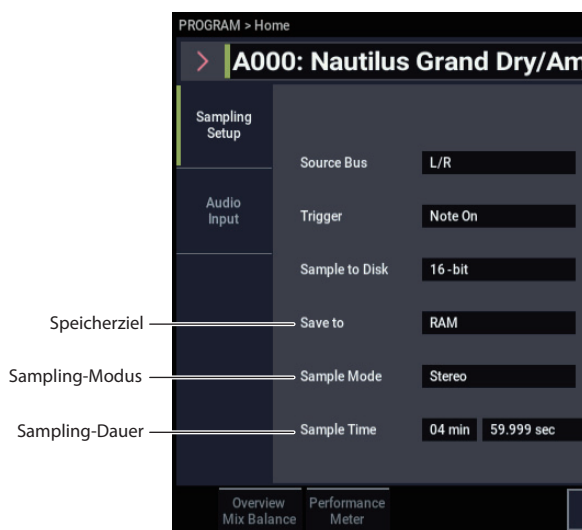 PROGRAM > Home
A000: Nautilus Grand Dry/Am
Sampling
Setup
Source Bus L/R
Audio
Input
Trigger Note On
Sample to Disk 16-bit
Speicherziel Save to RAM
Sampling-Modus Sample Mode Stereo
Sampling-Dauer Sample Time 04 min 59.999 sec
Overview
Mix Balance
Performance
Meter